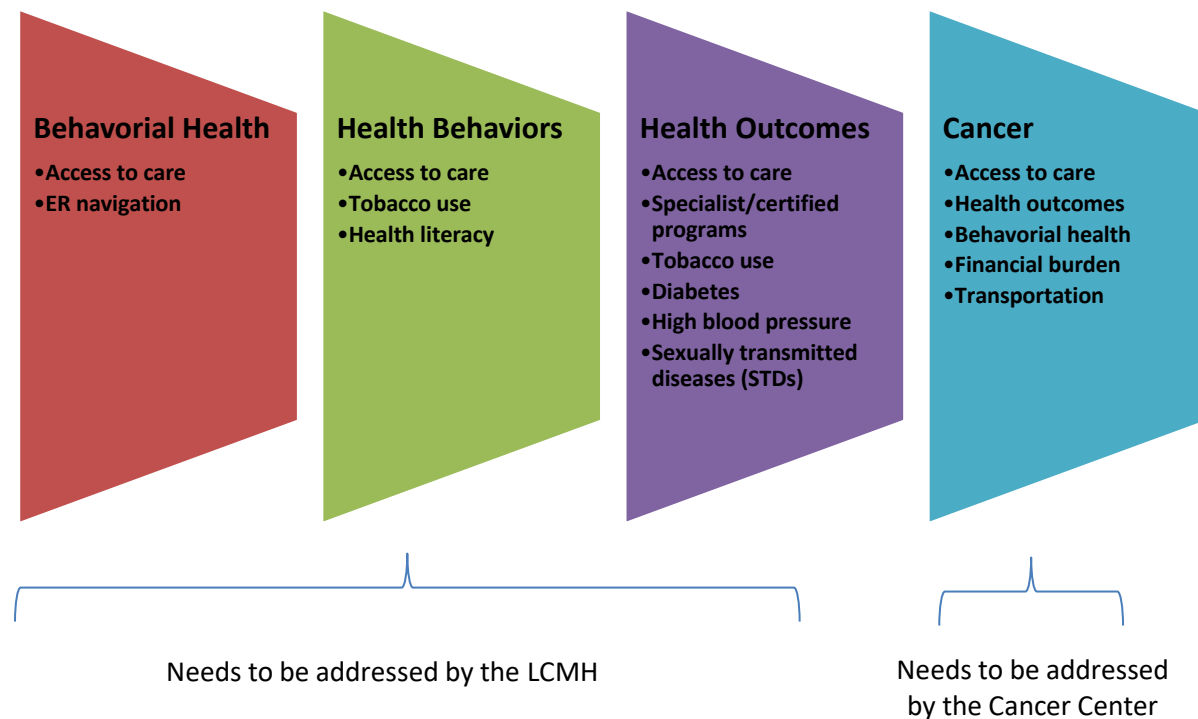 Behavorial Health
•Access to care
•ER navigation
Health Behaviors
•Access to care
•Tobacco use
•Health literacy
Health Outcomes
•Access to care
•Specialist/certified
programs
•Tobacco use
•Diabetes
•High blood pressure
•Sexually transmitted
diseases (STDs)
Cancer
•Access to care
•Health outcomes
•Behavorial health
•Financial burden
•Transportation
Needs to be addressed by the LCMH
Needs to be addressed
by the Cancer Center